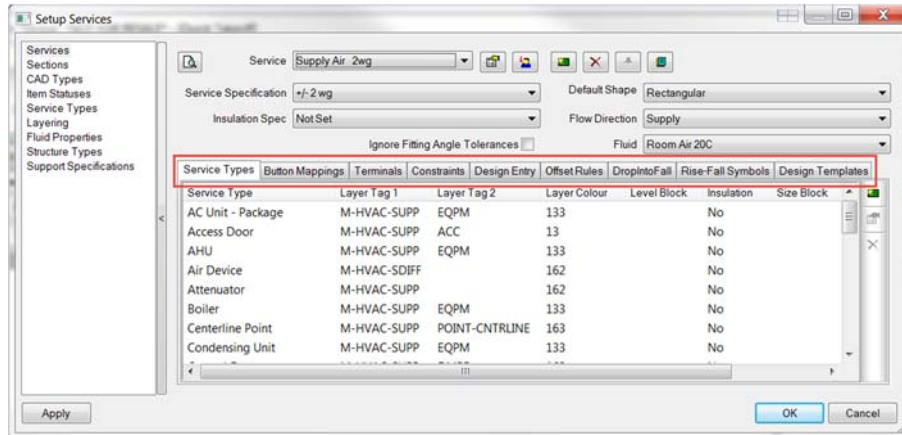 Setup Services
Services
Sections
CAD Types
Item Statuses
Service Types
Layering
Fluid Properties
Structure Types
Support Specifications
Service Supply Air 2wg
Service Specification +/- 2 wg Default Shape Rectangular
Insulation Spec Not Set Flow Direction Supply
Ignore Fitting Angle Tolerances Fluid Room Air 20C
Service Types Button Mappings Terminals Constraints Design Entry Offset Rules DropIntoFall Rise-Fall Symbols Design Templates
Service Type Layer Tag 1 Layer Tag 2 Layer Colour Level Block Insulation Size Block
AC Unit - Package M-HVAC-SUPP EQPM 133 No
Access Door M-HVAC-SUPP ACC 13 No
AHU M-HVAC-SUPP EQPM 133 No
Air Device M-HVAC-SDIFF 162 No
Attenuator M-HVAC-SUPP 162 No
Boiler M-HVAC-SUPP EQPM 133 No
Centerline Point M-HVAC-SUPP POINT-CNTRLINE 163 No
Condensing Unit M-HVAC-SUPP EQPM 133 No
Apply OK Cancel